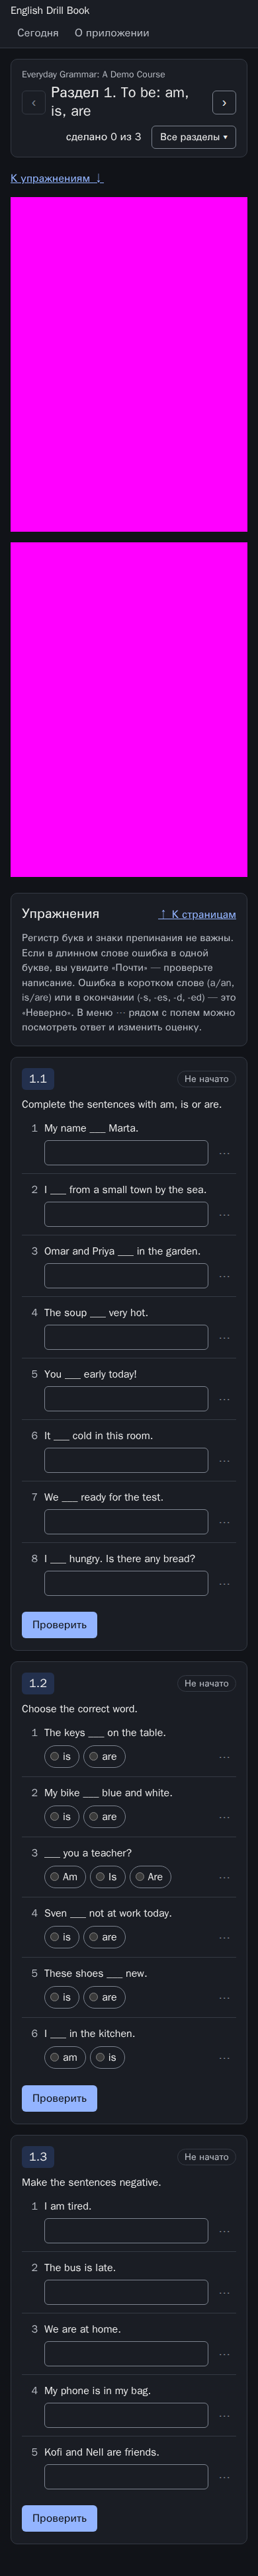 English Drill Book
Сегодня О приложении
Everyday Grammar: A Demo Course
‹ Раздел 1. To be: am, is, are ›
сделано 0 из 3 Все разделы ▾
К упражнениям ↓
Упражнения ↑ К страницам
Регистр букв и знаки препинания не важны.
Если в длинном слове ошибка в одной
букве, вы увидите «Почти» — проверьте
написание. Ошибка в коротком слове (a/an,
is/are) или в окончании (-s, -es, -d, -ed) — это
«Неверно». В меню ⋯ рядом с полем можно
посмотреть ответ и изменить оценку.
1.1 Не начато
Complete the sentences with am, is or are.
1 My name ___ Marta.
⋯
2 I ___ from a small town by the sea.
⋯
3 Omar and Priya ___ in the garden.
⋯
4 The soup ___ very hot.
⋯
5 You ___ early today!
⋯
6 It ___ cold in this room.
⋯
7 We ___ ready for the test.
⋯
8 I ___ hungry. Is there any bread?
⋯
Проверить
1.2 Не начато
Choose the correct word.
1 The keys ___ on the table.
is are ⋯
2 My bike ___ blue and white.
is are ⋯
3 ___ you a teacher?
Am Is Are ⋯
4 Sven ___ not at work today.
is are ⋯
5 These shoes ___ new.
is are ⋯
6 I ___ in the kitchen.
am is ⋯
Проверить
1.3 Не начато
Make the sentences negative.
1 I am tired.
⋯
2 The bus is late.
⋯
3 We are at home.
⋯
4 My phone is in my bag.
⋯
5 Kofi and Nell are friends.
⋯
Проверить